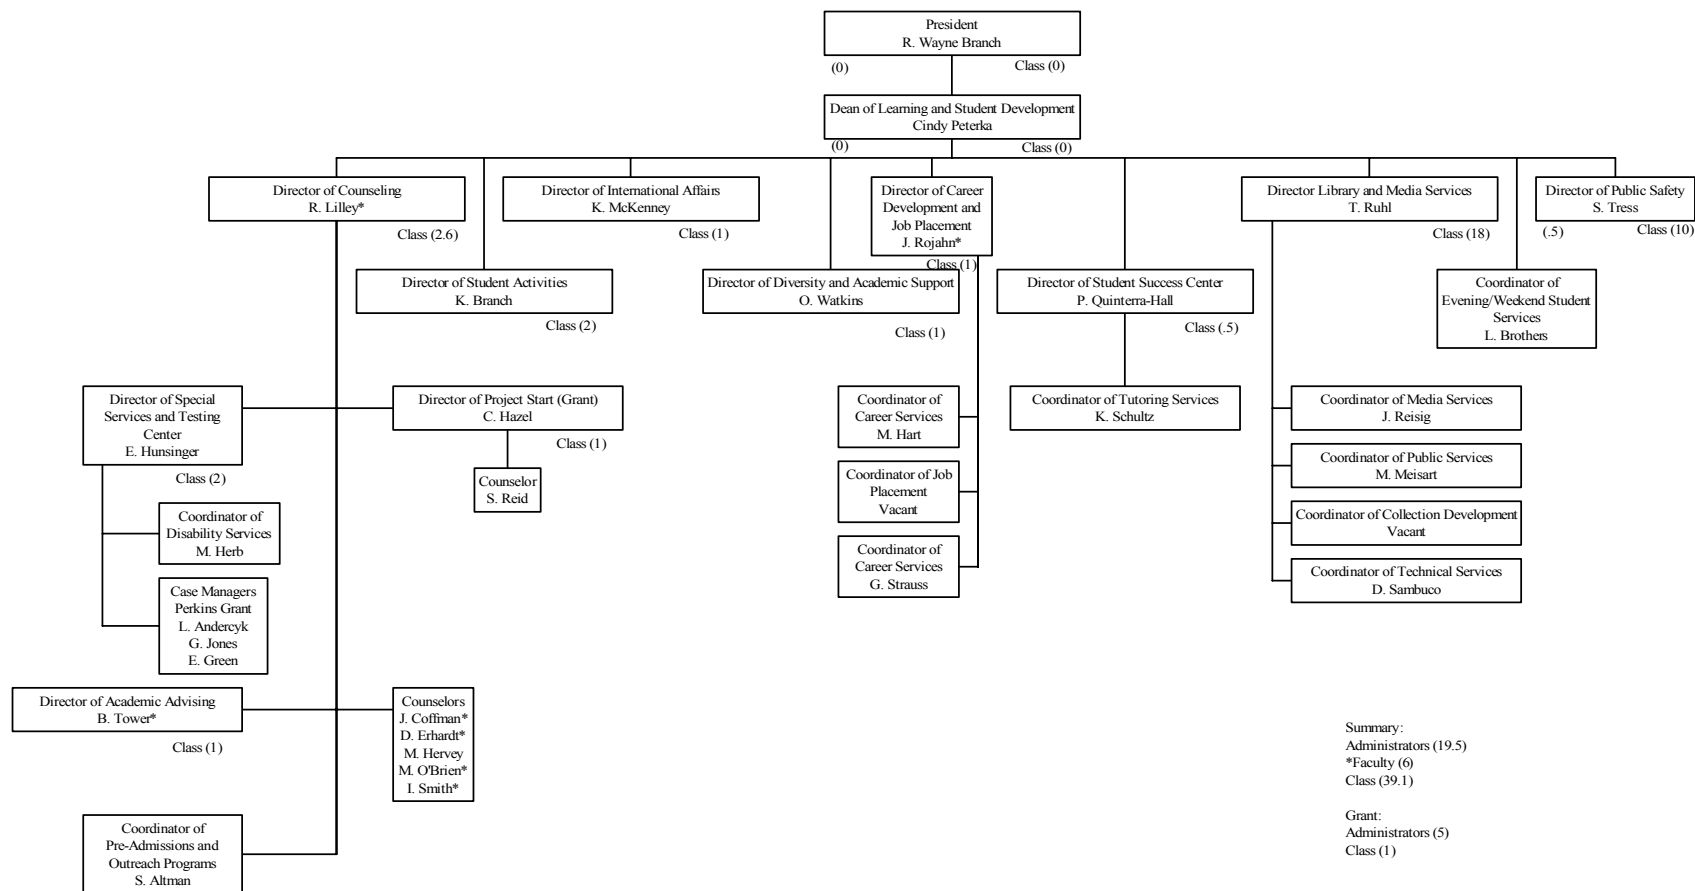 President
R. Wayne Branch
(0)
Class (0)
Dean of Learning and Student Development
Cindy Peterka
(0)
Class (0)
Director of Counseling
R. Lilley*
Class (2.6)
Director of International Affairs
K. McKenney
Class (1)
Director of Career
Development and
Job Placement
J. Rojahn*
Class (1)
Director Library and Media Services
T. Ruhl
Class (18)
Director of Public Safety
S. Tress
(.5)
Class (10)
Director of Student Activities
K. Branch
Class (2)
Director of Diversity and Academic Support
O. Watkins
Class (1)
Director of Student Success Center
P. Quinterra-Hall
Class (.5)
Coordinator of
Evening/Weekend Student
Services
L. Brothers
Director of Special
Services and Testing
Center
E. Hunsinger
Class (2)
Director of Project Start (Grant)
C. Hazel
Class (1)
Counselor
S. Reid
Coordinator of
Disability Services
M. Herb
Case Managers
Perkins Grant
L. Andercyk
G. Jones
E. Green
Coordinator of
Career Services
M. Hart
Coordinator of Job
Placement
Vacant
Coordinator of
Career Services
G. Strauss
Coordinator of Tutoring Services
K. Schultz
Coordinator of Media Services
J. Reisig
Coordinator of Public Services
M. Meisart
Coordinator of Collection Development
Vacant
Coordinator of Technical Services
D. Sambuco
Director of Academic Advising
B. Tower*
Class (1)
Counselors
J. Coffman*
D. Erhardt*
M. Hervey
M. O'Brien*
I. Smith*
Coordinator of
Pre-Admissions and
Outreach Programs
S. Altman
Summary:
Administrators (19.5)
*Faculty (6)
Class (39.1)
Grant:
Administrators (5)
Class (1)